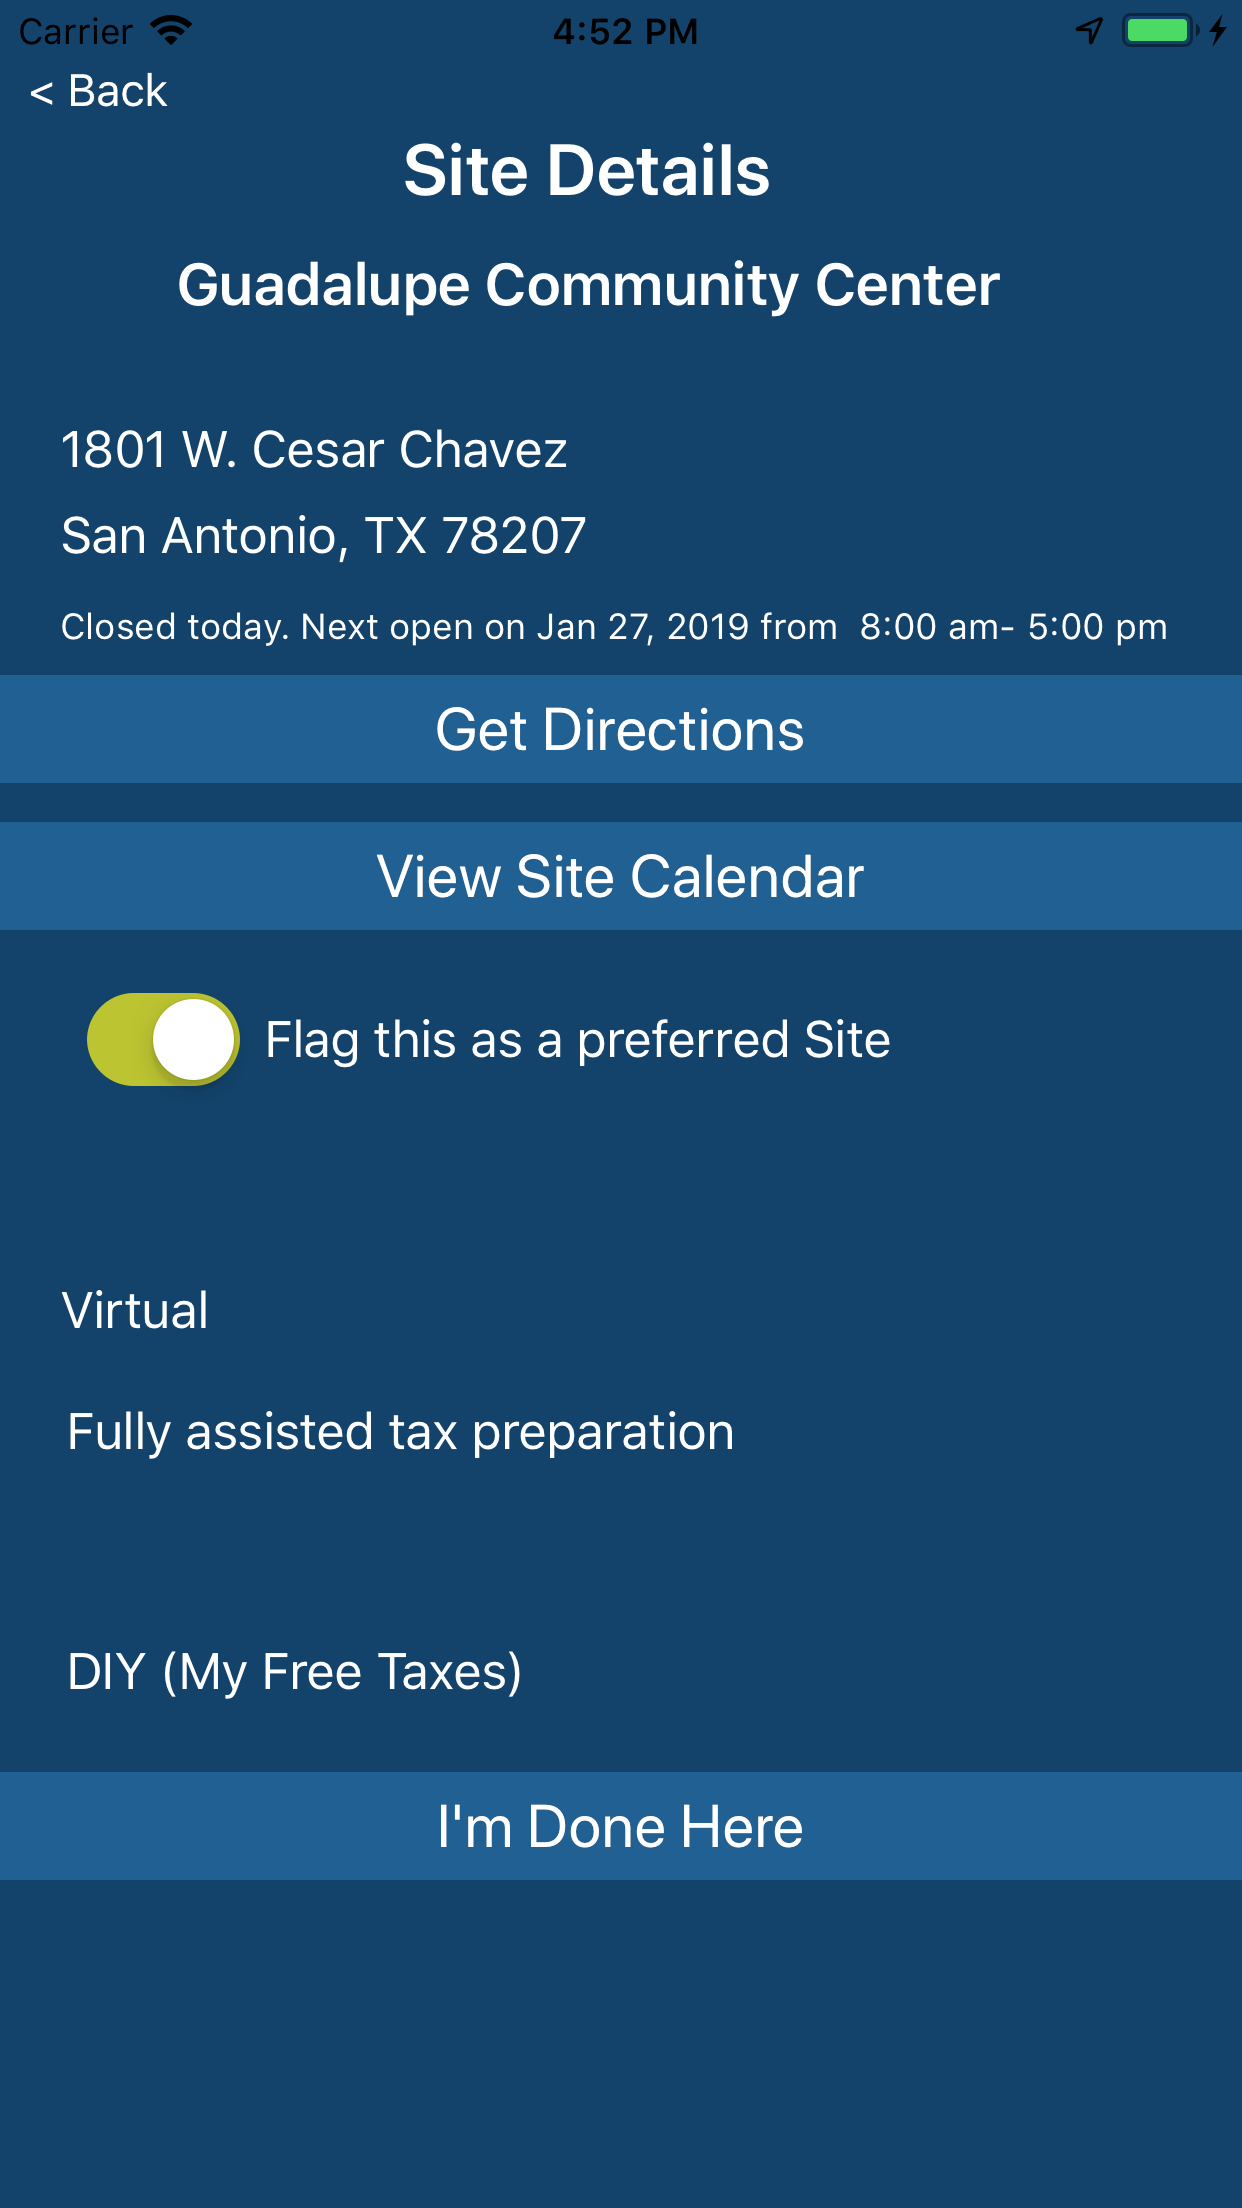 Carrier 4:52 PM
< Back
Site Details
Guadalupe Community Center
1801 W. Cesar Chavez
San Antonio, TX 78207
Closed today. Next open on Jan 27, 2019 from  8:00 am- 5:00 pm
Get Directions
View Site Calendar
Flag this as a preferred Site
Virtual
Fully assisted tax preparation
DIY (My Free Taxes)
I'm Done Here